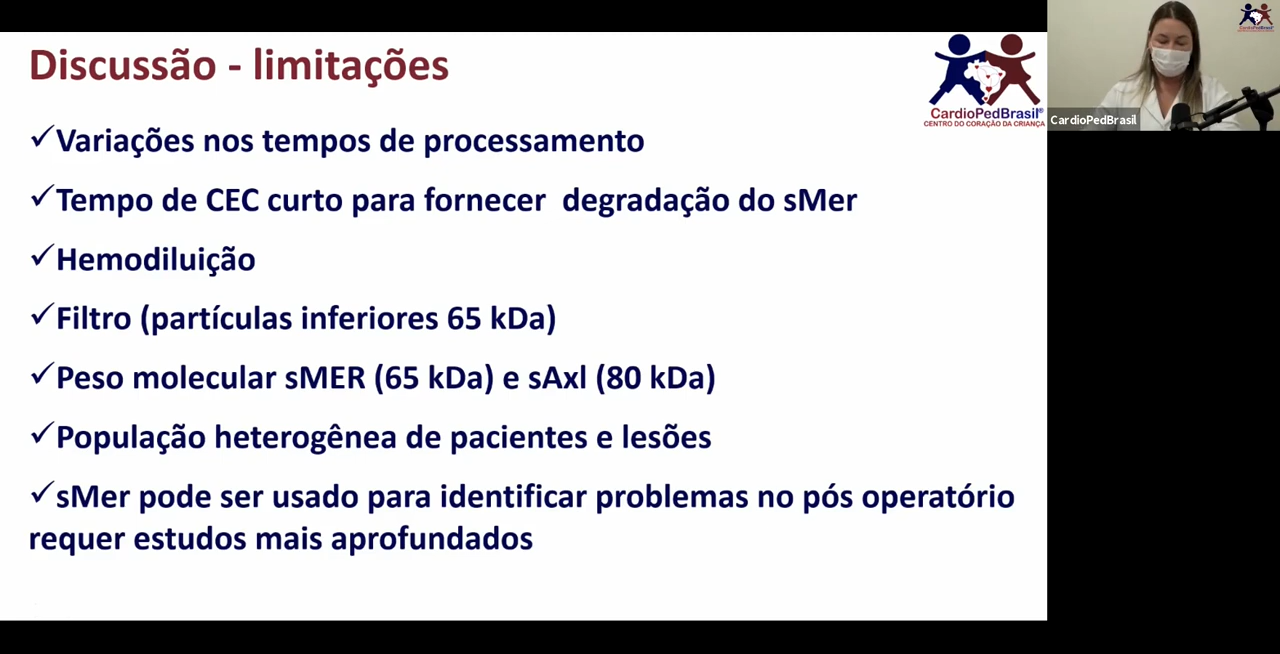 Discussão - limitações
CardioPedBrasil®
CENTRO DO CORAÇÃO DA CRIANÇA
CardioPedBrasil
CardioPedBrasil
✓Variações nos tempos de processamento
✓Tempo de CEC curto para fornecer degradação do sMer
✓Hemodiluição
✓Filtro (partículas inferiores 65 kDa)
✓Peso molecular sMER (65 kDa) e sAxl (80 kDa)
✓População heterogênea de pacientes e lesões
✓sMer pode ser usado para identificar problemas no pós operatório
requer estudos mais aprofundados